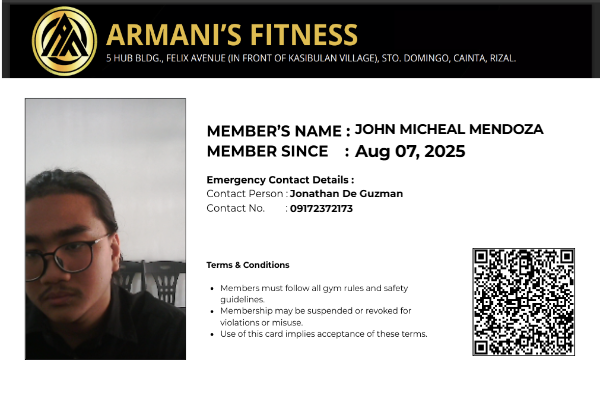 ARMANI'S FITNESS
5 HUB BLDG., FELIX AVENUE (IN FRONT OF KASIBULAN VILLAGE), STO. DOMINGO, CAINTA, RIZAL.
MEMBER'S NAME : JOHN MICHEAL MENDOZA
MEMBER SINCE : Aug 07, 2025
Emergency Contact Details :
Contact Person : Jonathan De Guzman
Contact No. : 09172372173
Terms & Conditions
• Members must follow all gym rules and safety
guidelines.
• Membership may be suspended or revoked for
violations or misuse.
• Use of this card implies acceptance of these terms.